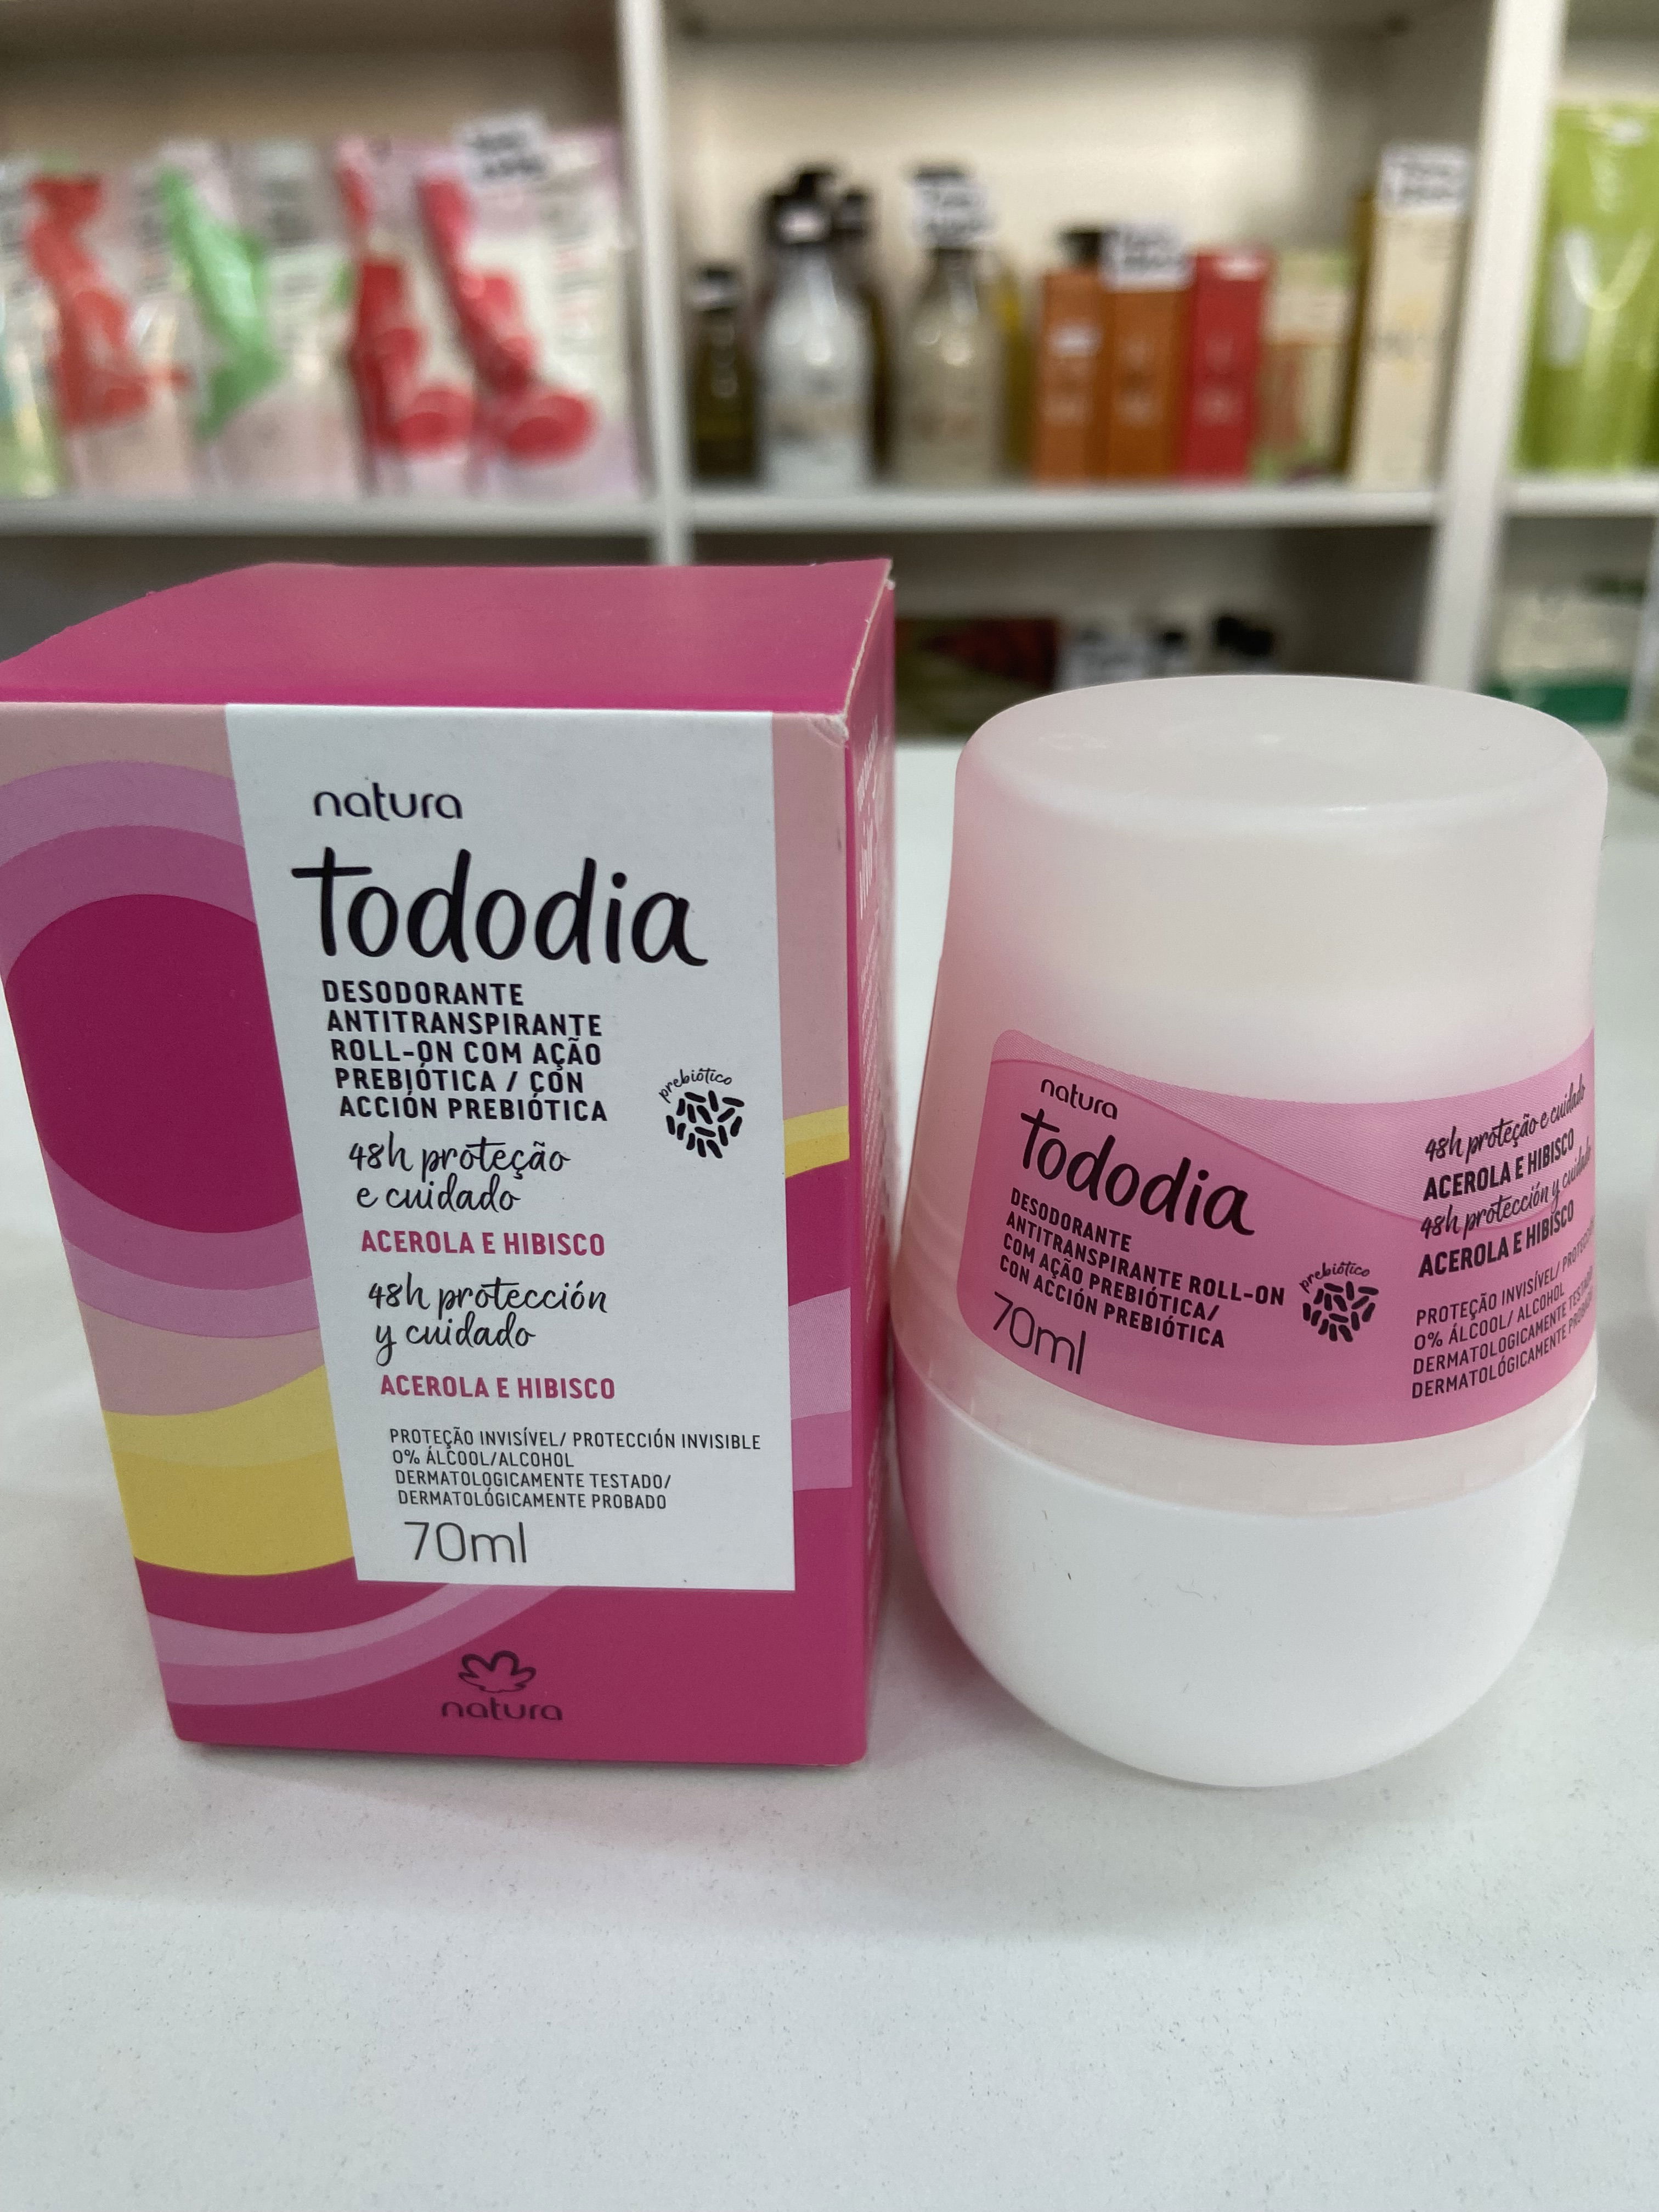 natura
tododia
DESODORANTE
ANTITRANSPIRANTE
ROLL-ON COM AÇÃO
PREBIÓTICA / CON
ACCIÓN PREBIÓTICA
prebiótico
48h proteção
e cuidado
ACEROLA E HIBISCO
48h protección
y cuidado
ACEROLA E HIBISCO
PROTEÇÃO INVISÍVEL/ PROTECCIÓN INVISIBLE
0% ÁLCOOL/ALCOHOL
DERMATOLOGICAMENTE TESTADO/
DERMATOLÓGICAMENTE PROBADO
70ml
natura
natura
tododia
DESODORANTE
ANTITRANSPIRANTE ROLL-ON
COM AÇÃO PREBIÓTICA/
CON ACCIÓN PREBIÓTICA
70ml
prebiótico
48h proteção e cuidado
ACEROLA E HIBISCO
48h protección y cuidado
ACEROLA E HIBISCO
PROTEÇÃO INVISÍVEL/
0% ÁLCOOL/ ALCOHOL
DERMATOLOGICAMENTE
DERMATOLÓGICAMENTE